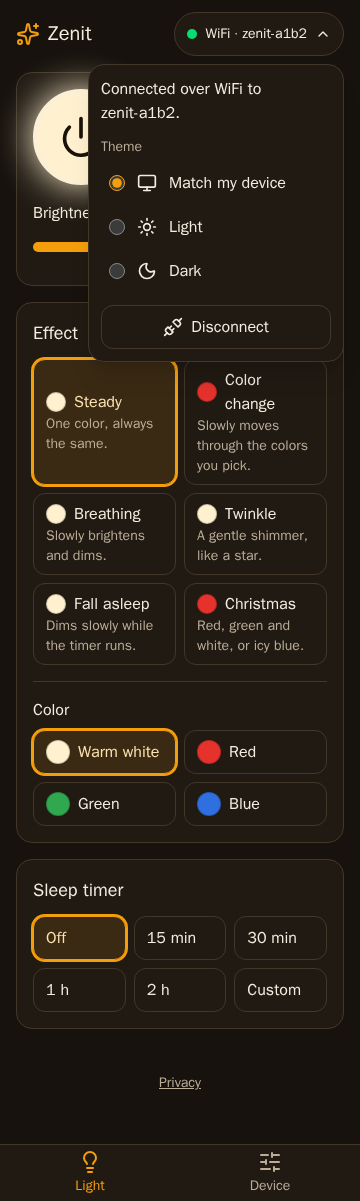 Zenit
WiFi · zenit-a1b2
Connected over WiFi to
zenit-a1b2.
Theme
Match my device
Light
Dark
Disconnect
Effect
Steady
One color, always
the same.
Color
change
Slowly moves
through the colors
you pick.
Breathing
Slowly brightens
and dims.
Twinkle
A gentle shimmer,
like a star.
Fall asleep
Dims slowly while
the timer runs.
Christmas
Red, green and
white, or icy blue.
Color
Warm white
Red
Green
Blue
Sleep timer
Off
15 min
30 min
1 h
2 h
Custom
Privacy
Light
Device